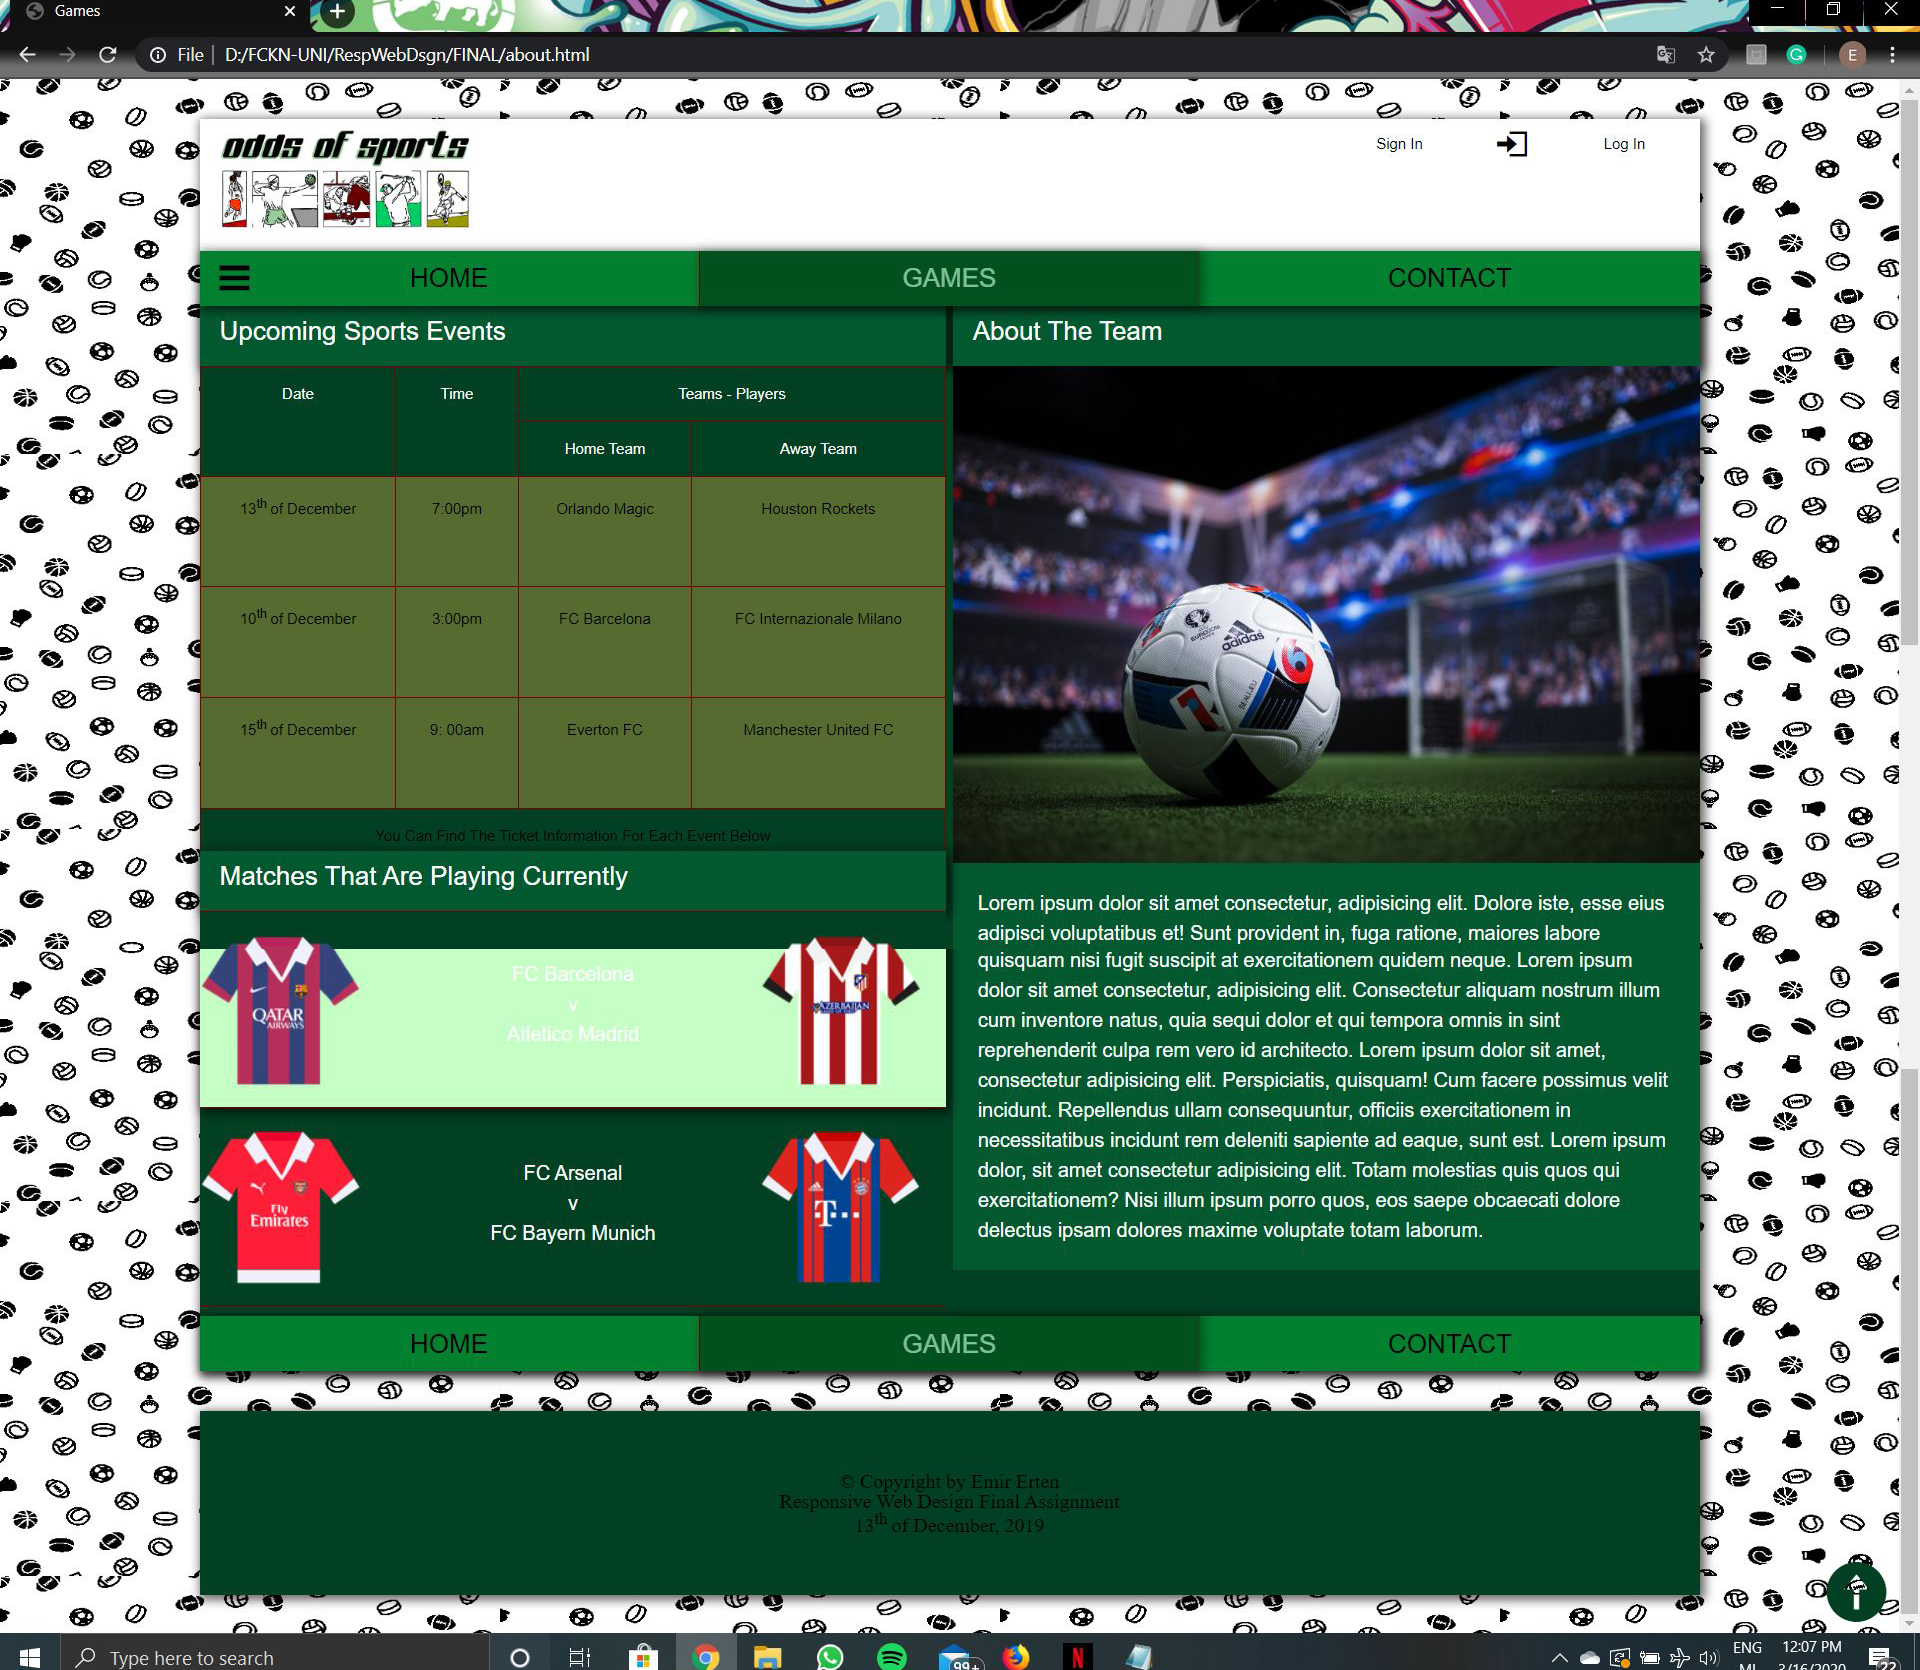 Games
File | D:/FCKN-UNI/RespWebDsgn/FINAL/about.html
E
odds of sports
Sign In
Log In
HOME
GAMES
CONTACT
Upcoming Sports Events
Date
Time
Teams - Players
Home Team
Away Team
13th of December
7:00pm
Orlando Magic
Houston Rockets
10th of December
3:00pm
FC Barcelona
FC Internazionale Milano
15th of December
9: 00am
Everton FC
Manchester United FC
You Can Find The Ticket Information For Each Event Below
Matches That Are Playing Currently
QATAR
AIRWAYS
FC Barcelona
v
Atletico Madrid
AZERBAIJAN
Fly
Emirates
FC Arsenal
v
FC Bayern Munich
T
About The Team
adidas
BEAU JEU
Lorem ipsum dolor sit amet consectetur, adipisicing elit. Dolore iste, esse eius
adipisci voluptatibus et! Sunt provident in, fuga ratione, maiores labore
quisquam nisi fugit suscipit at exercitationem quidem neque. Lorem ipsum
dolor sit amet consectetur, adipisicing elit. Consectetur aliquam nostrum illum
cum inventore natus, quia sequi dolor et qui tempora omnis in sint
reprehenderit culpa rem vero id architecto. Lorem ipsum dolor sit amet,
consectetur adipisicing elit. Perspiciatis, quisquam! Cum facere possimus velit
incidunt. Repellendus ullam consequuntur, officiis exercitationem in
necessitatibus incidunt rem deleniti sapiente ad eaque, sunt est. Lorem ipsum
dolor, sit amet consectetur adipisicing elit. Totam molestias quis quos qui
exercitationem? Nisi illum ipsum porro quos, eos saepe obcaecati dolore
delectus ipsam dolores maxime voluptate totam laborum.
HOME
GAMES
CONTACT
© Copyright by Emir Erten
Responsive Web Design Final Assignment
13th of December, 2019
Type here to search
99+
N
ENG
12:07 PM
3/16/2020
22